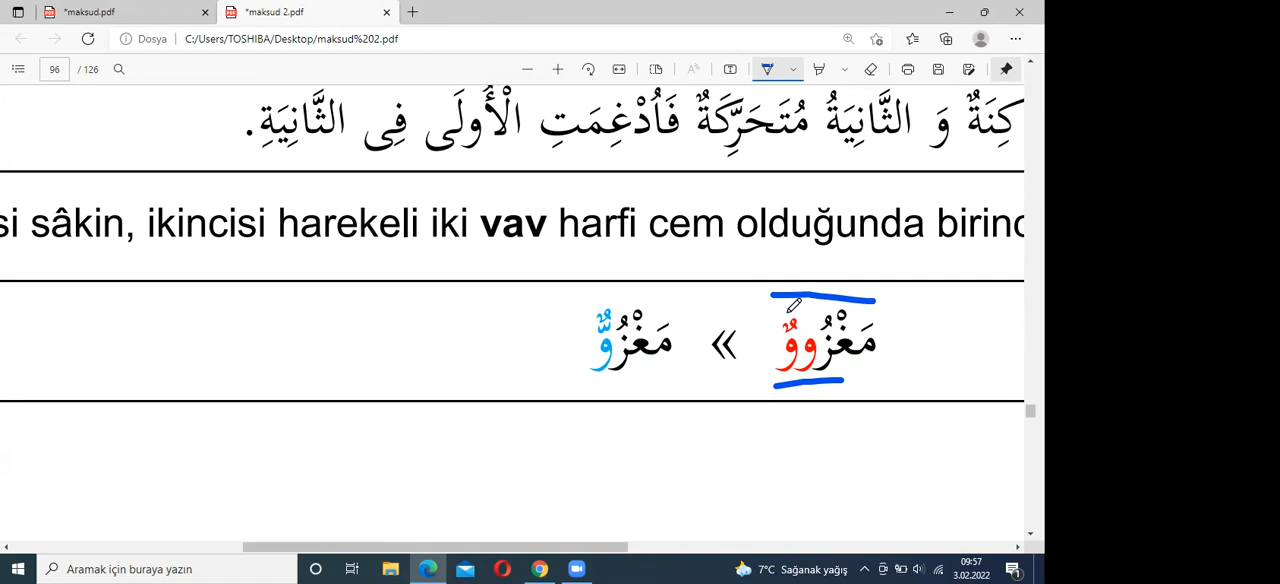 *maksud.pdf
*maksud 2.pdf
Dosya
C:/Users/TOSHIBA/Desktop/maksud%202.pdf
96 / 126
كِنَةٌ وَ الثَّانِيَةُ مُتَحَرِّكَةٌ فَاُدْغِمَتِ الْأُولَى فِى الثَّانِيَةِ.
si sâkin, ikincisi harekeli iki vav harfi cem olduğunda birinc
مَغْزُووٌ » مَغْزُوٌّ
Aramak için buraya yazın
7°C Sağanak yağış
09:57
3.02.2022
1